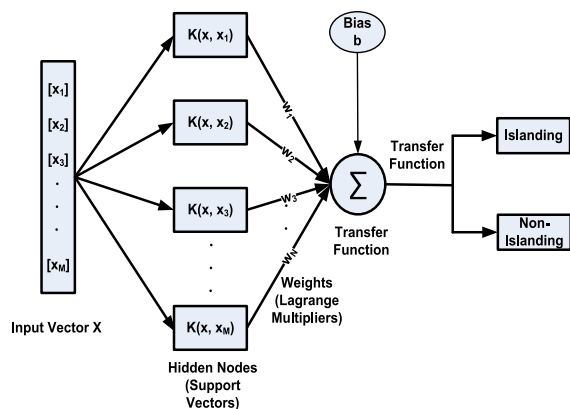 Bias
b
K(x, x1)
[x1]
[x2]
[x3]
.
.
.
[xM]
Input Vector X
K(x, x2)
K(x, x3)
. . . .
K(x, xM)
Hidden Nodes
(Support
Vectors)
w1
w2
w3
. .
wN
Weights
(Lagrange
Multipliers)
Σ
Transfer
Function
Transfer
Function
Islanding
Non-
Islanding